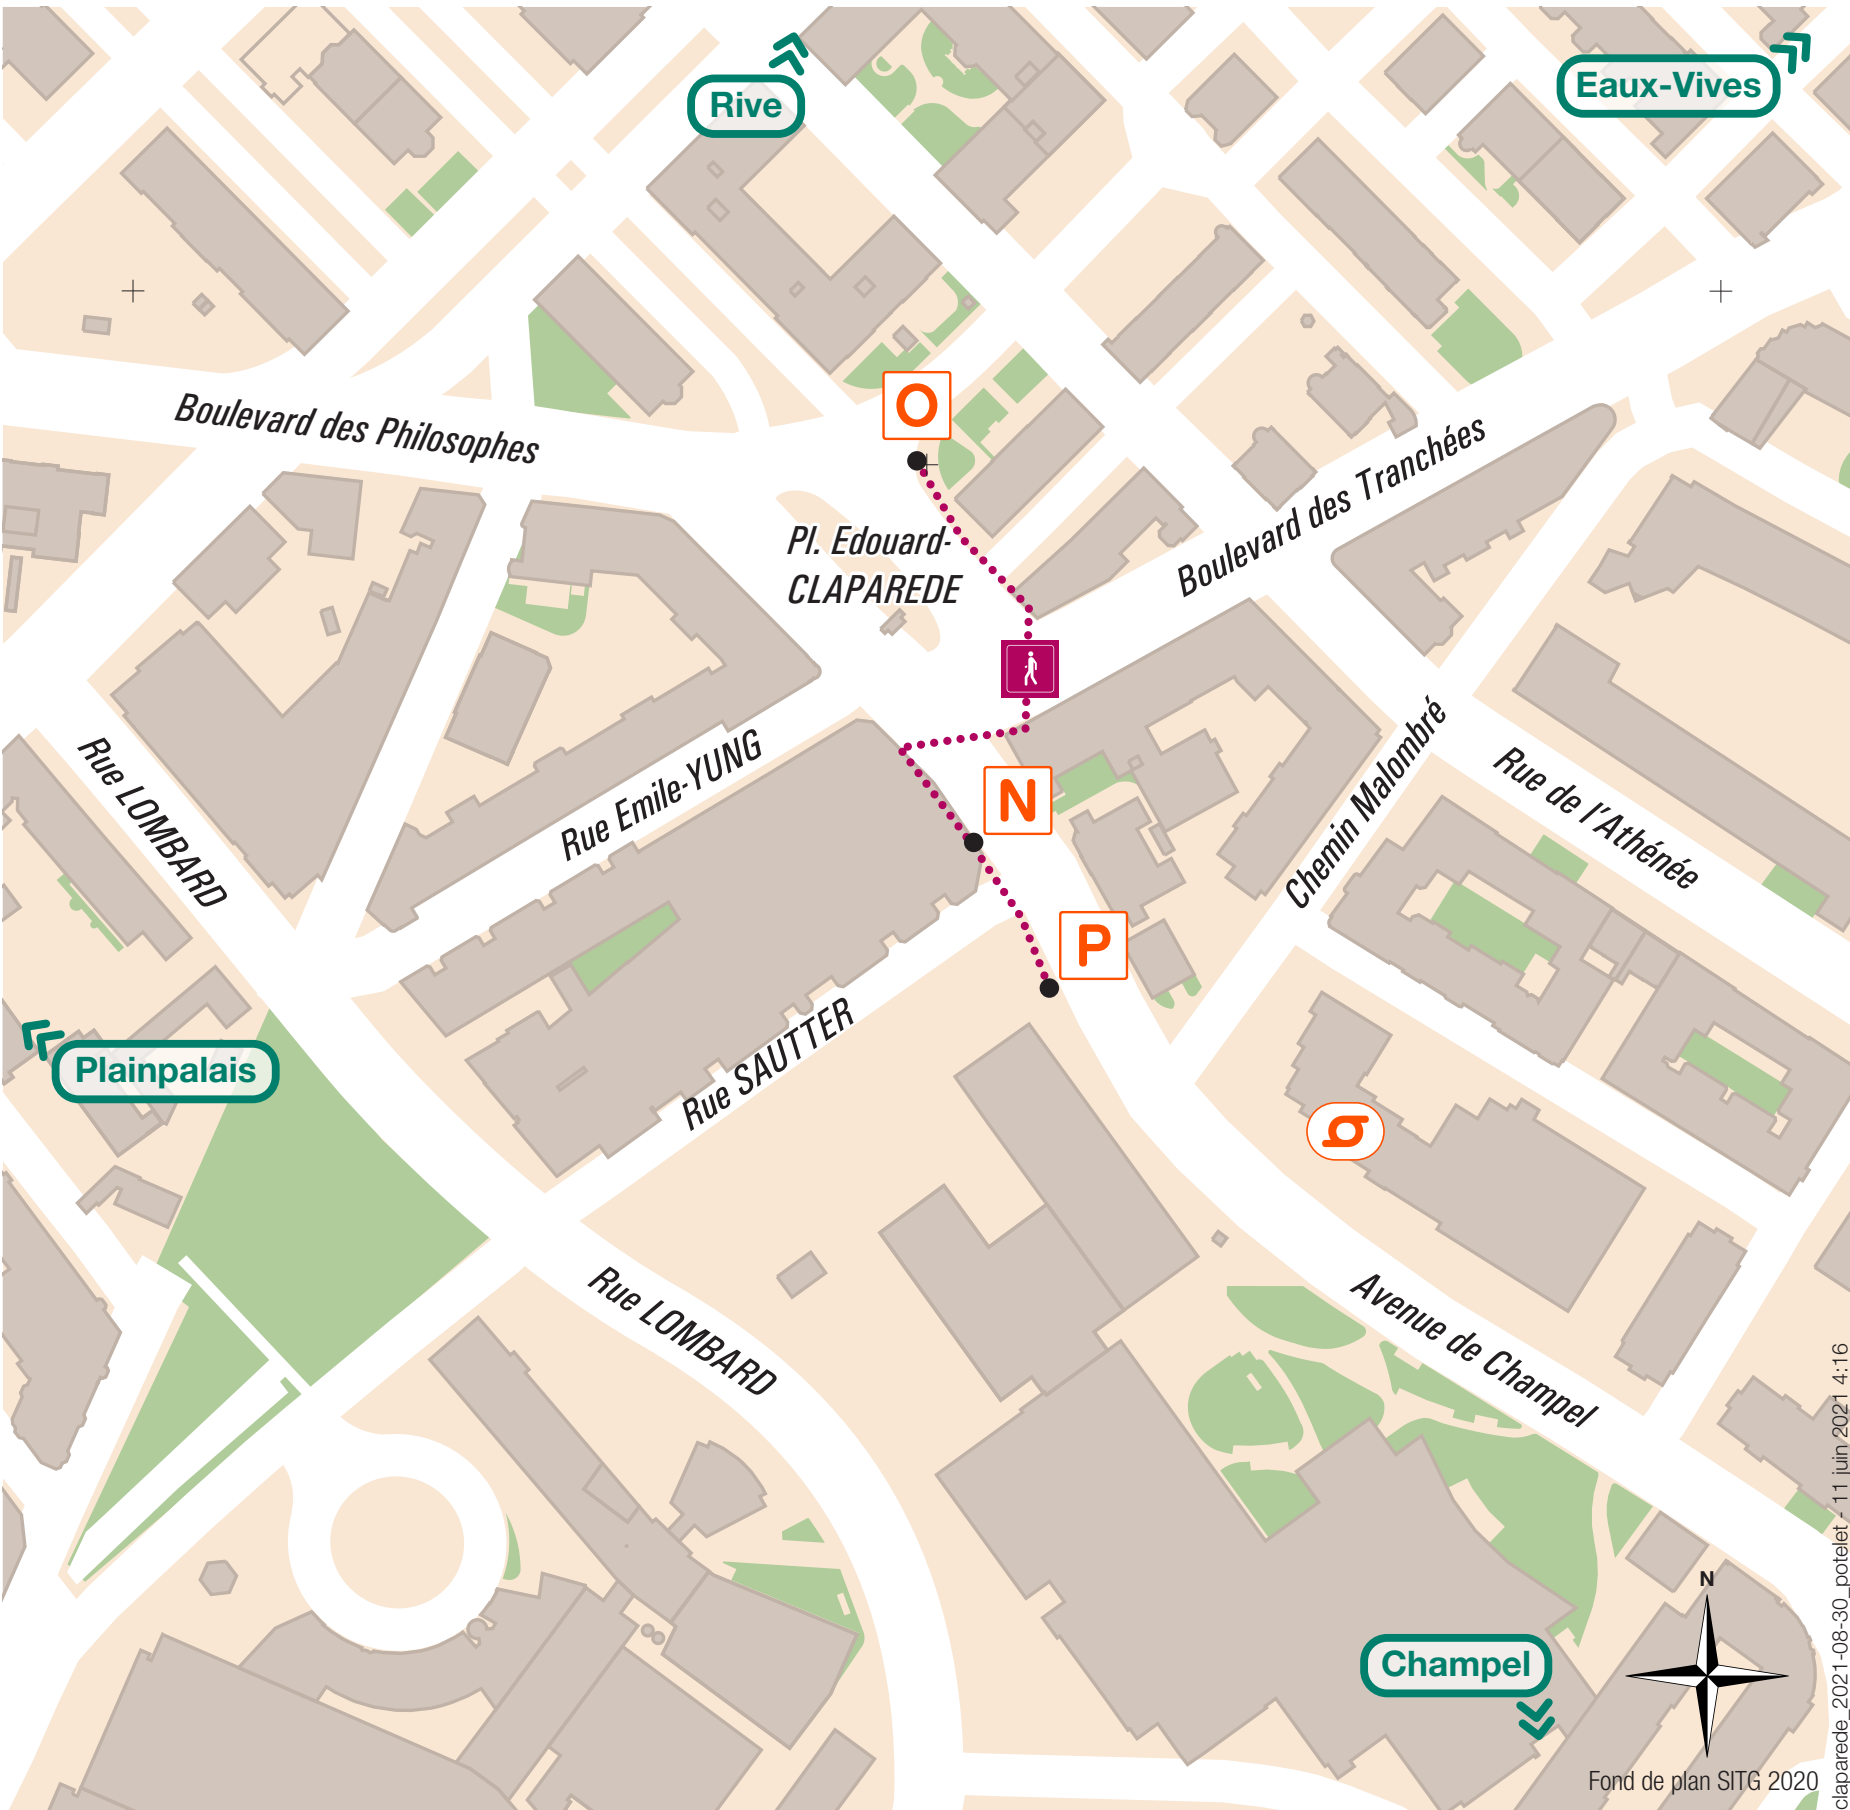 Rive
Eaux-Vives
O
Boulevard des Philosophes
Boulevard des Tranchées
Pl. Edouard-
CLAPAREDE
Rue LOMBARD
Rue Emile-YUNG
Chemin Malombré
Rue de l'Athénée
N
P
Plainpalais
Rue SAUTTER
Rue LOMBARD
Avenue de Champel
Champel
N
Fond de plan SITG 2020
claparede_2021-08-30_potelet - 11 juin 2021 4:16